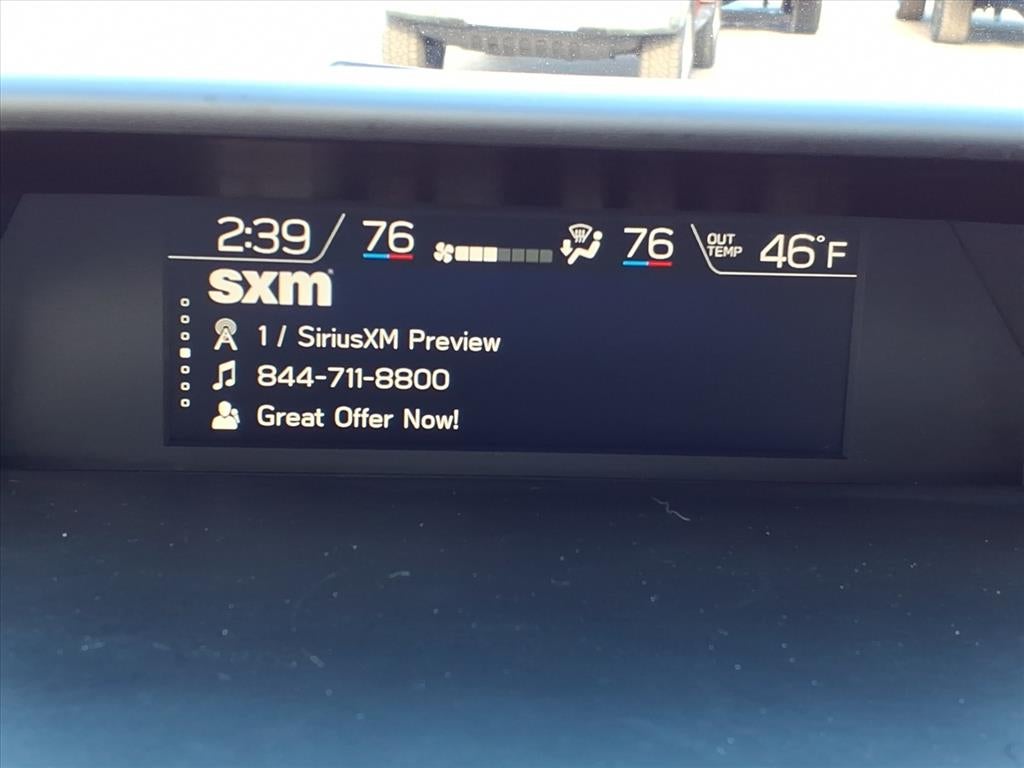 2:39 76 76 OUT TEMP 46°F
sxm
1 / SiriusXM Preview
844-711-8800
Great Offer Now!